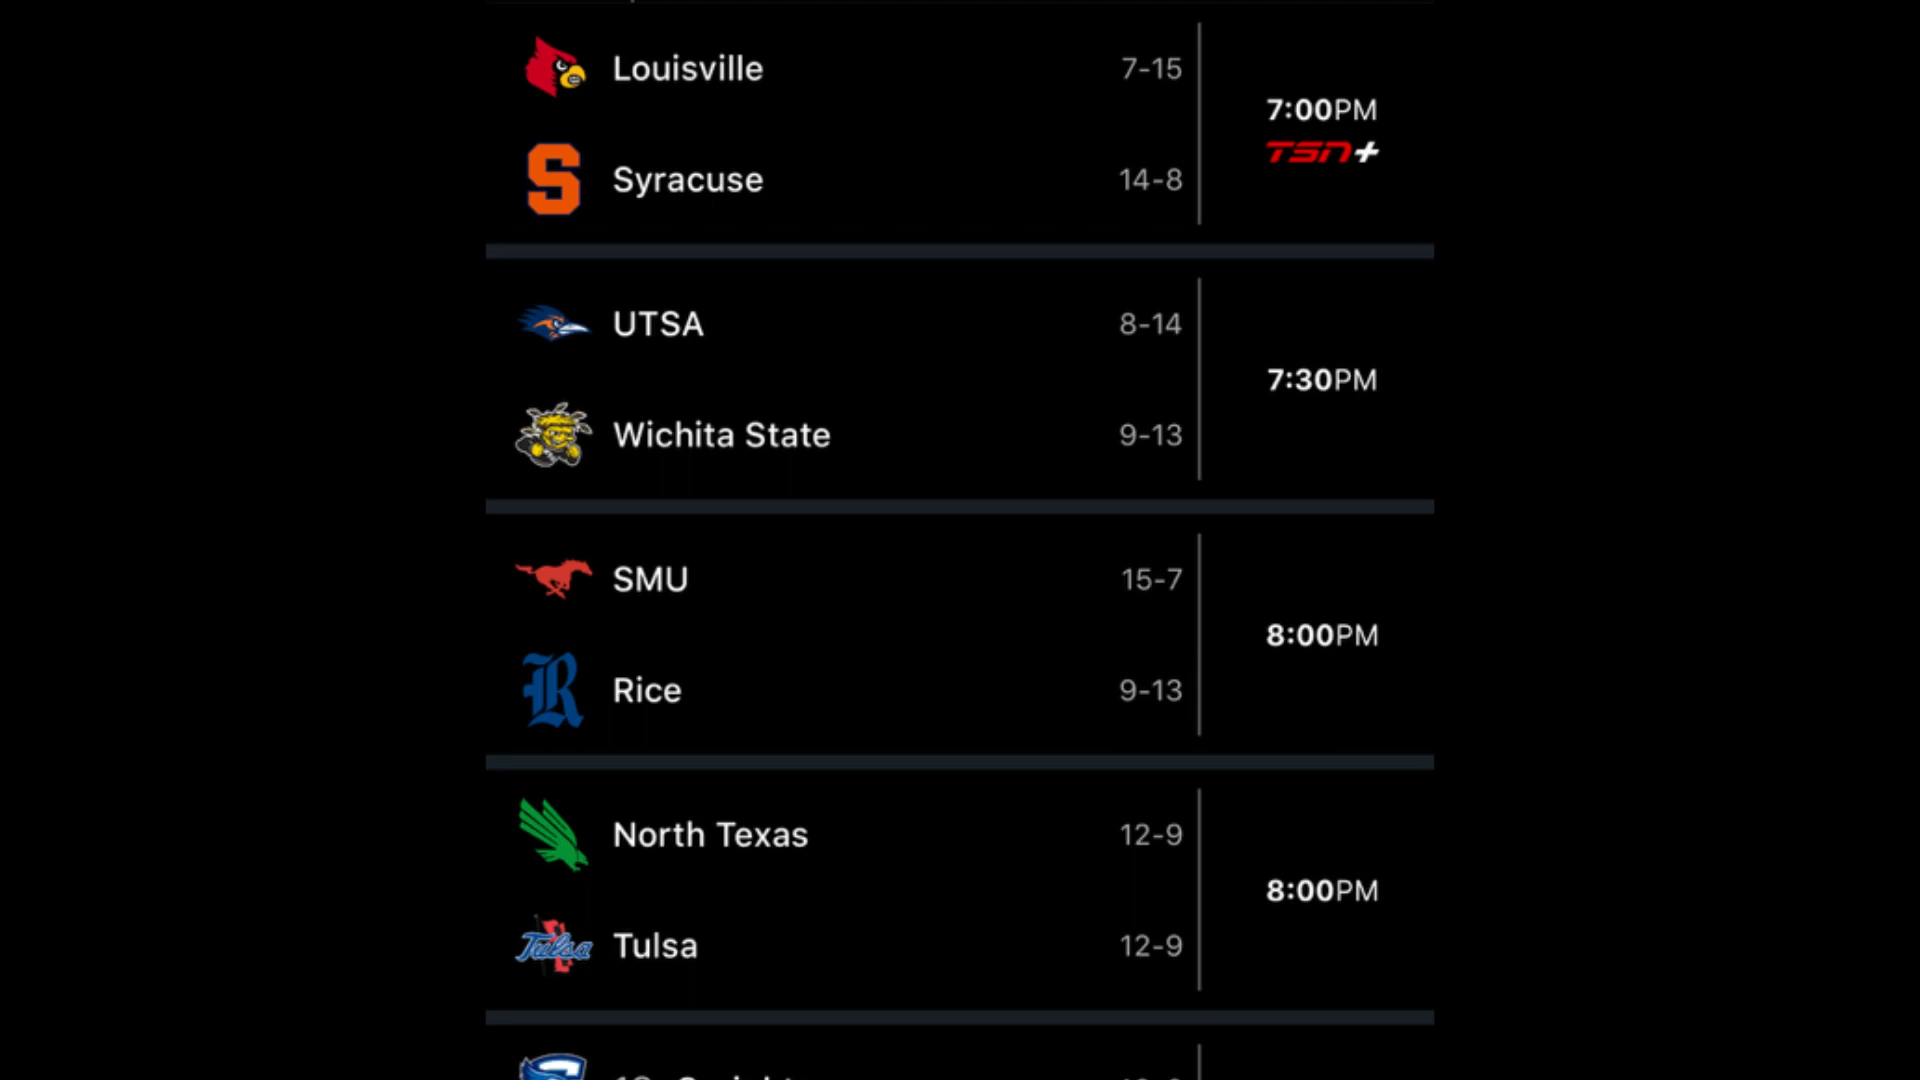 Louisville 7-15
7:00PM
TSN+
Syracuse 14-8
UTSA 8-14
7:30PM
Wichita State 9-13
SMU 15-7
8:00PM
Rice 9-13
North Texas 12-9
8:00PM
Tulsa 12-9